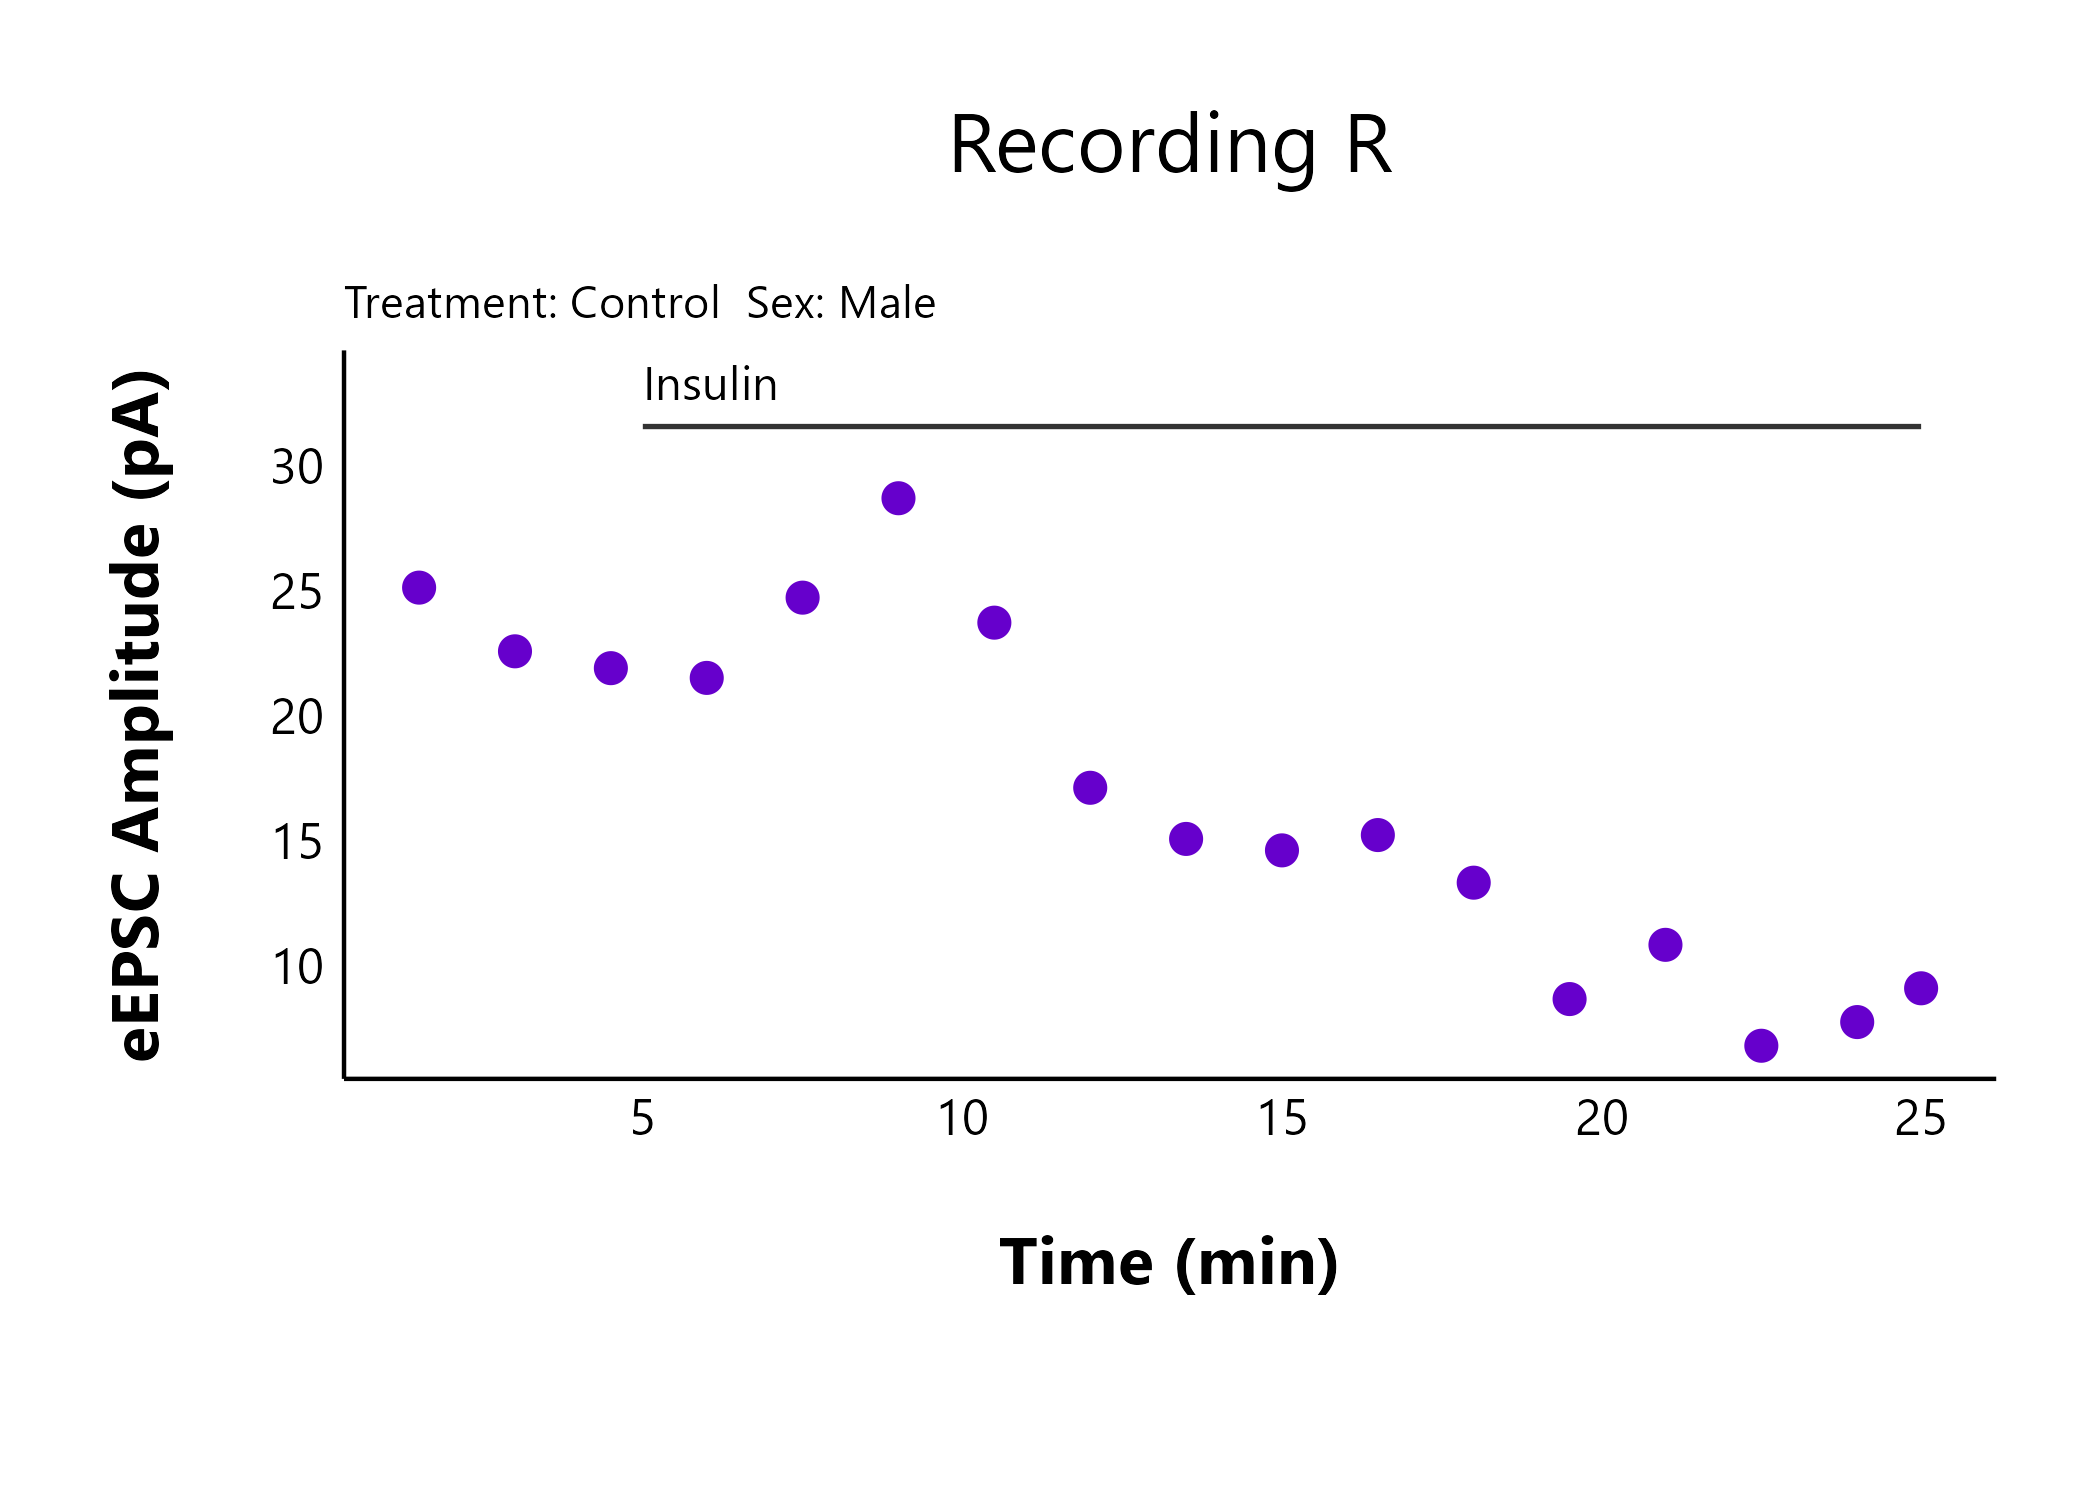 Recording R
Treatment: Control  Sex: Male
Insulin
eEPSC Amplitude (pA)
30
25
20
15
10
5 10 15 20 25
Time (min)